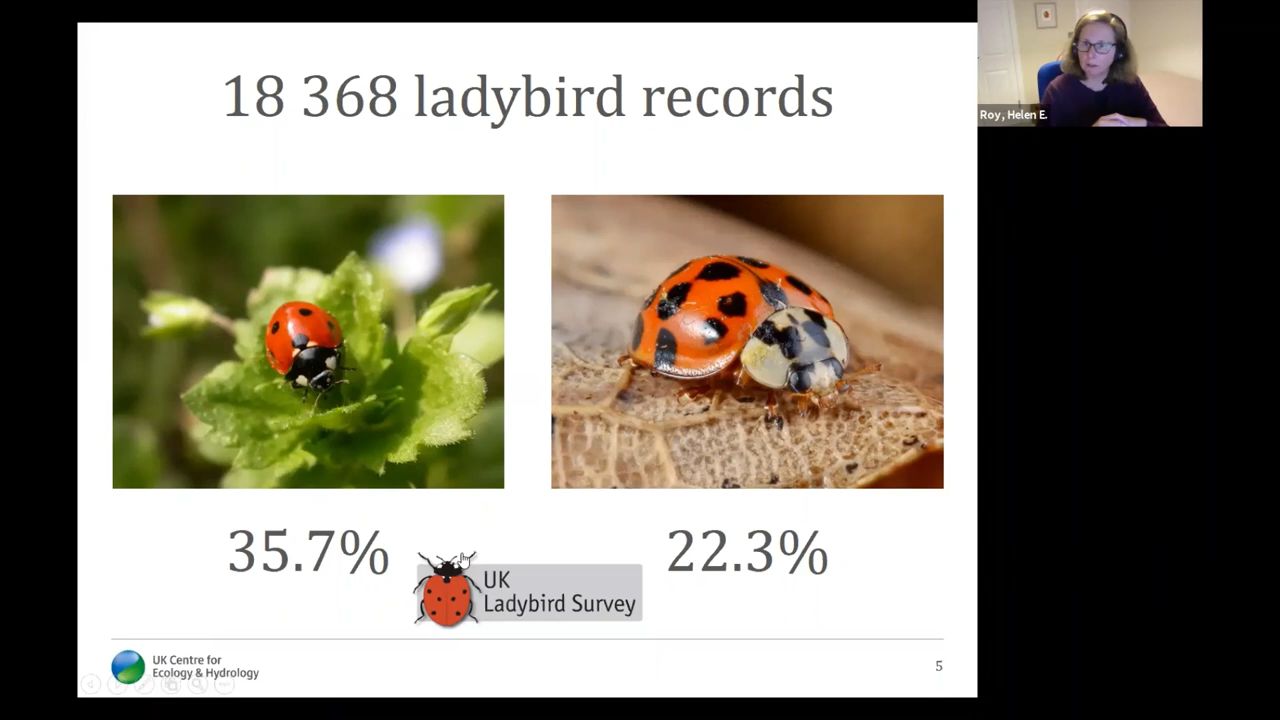 18 368 ladybird records
Roy, Helen E.
35.7%
22.3%
UK
Ladybird Survey
UK Centre for
Ecology & Hydrology
5